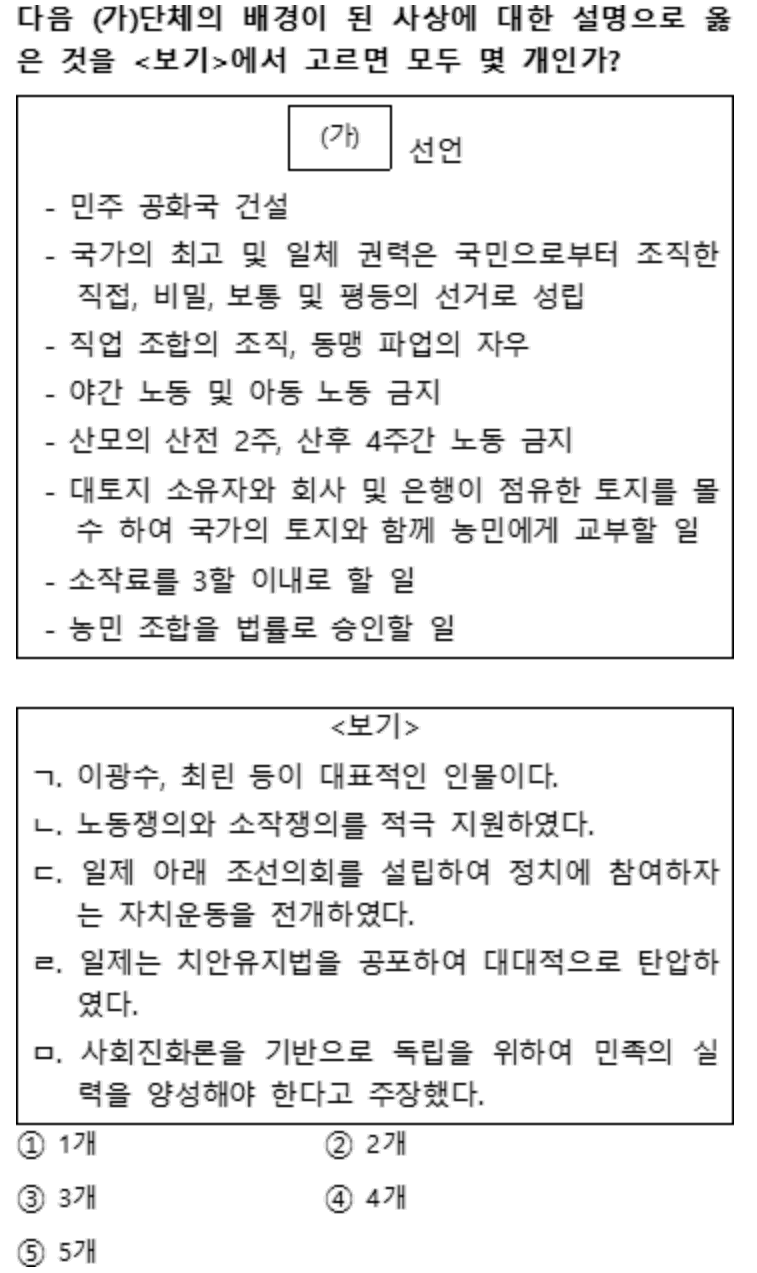 다음 (가)단체의 배경이 된 사상에 대한 설명으로 옳
은 것을 <보기>에서 고르면 모두 몇 개인가?
(가) 선언
- 민주 공화국 건설
- 국가의 최고 및 일체 권력은 국민으로부터 조직한
직접, 비밀, 보통 및 평등의 선거로 성립
- 직업 조합의 조직, 동맹 파업의 자우
- 야간 노동 및 아동 노동 금지
- 산모의 산전 2주, 산후 4주간 노동 금지
- 대토지 소유자와 회사 및 은행이 점유한 토지를 몰
수 하여 국가의 토지와 함께 농민에게 교부할 일
- 소작료를 3할 이내로 할 일
- 농민 조합을 법률로 승인할 일
<보기>
ㄱ. 이광수, 최린 등이 대표적인 인물이다.
ㄴ. 노동쟁의와 소작쟁의를 적극 지원하였다.
ㄷ. 일제 아래 조선의회를 설립하여 정치에 참여하자
는 자치운동을 전개하였다.
ㄹ. 일제는 치안유지법을 공포하여 대대적으로 탄압하
였다.
ㅁ. 사회진화론을 기반으로 독립을 위하여 민족의 실
력을 양성해야 한다고 주장했다.
① 1개 ② 2개
③ 3개 ④ 4개
⑤ 5개